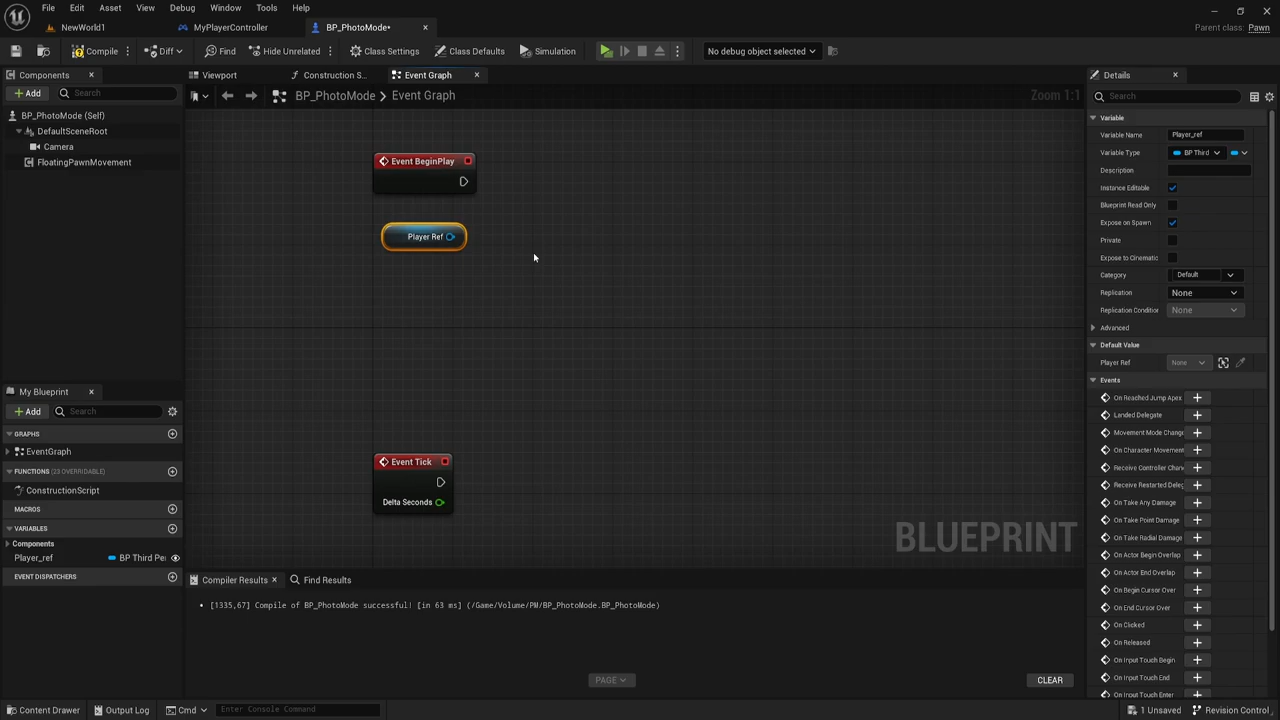 File Edit Asset View Debug Window Tools Help
NewWorld1 MyPlayerController BP_PhotoMode• Parent class: Pawn
Compile Diff Find Hide Unrelated Class Settings Class Defaults Simulation No debug object selected
Components Viewport Construction S... Event Graph Details
Add Search BP_PhotoMode > Event Graph Zoom 1:1 Search
BP_PhotoMode (Self) Variable
DefaultSceneRoot Variable Name Player_ref
Camera Variable Type BP Third
FloatingPawnMovement Event BeginPlay Description
Instance Editable
Blueprint Read Only
Expose on Spawn
Player Ref Private
Expose to Cinematic
Category Default
Replication None
Replication Condition None
Advanced
Default Value
Player Ref None
Events
My Blueprint On Reached Jump Apex
Add Search Landed Delegate
GRAPHS Movement Mode Chang
EventGraph On Character Movement
FUNCTIONS (23 OVERRIDABLE) Event Tick Receive Controller Chan
ConstructionScript Receive Restarted Deleg
MACROS Delta Seconds On Take Any Damage
VARIABLES On Take Point Damage
Components BLUEPRINT On Take Radial Damage
Player_ref BP Third Pe On Actor Begin Overlap
EVENT DISPATCHERS Compiler Results Find Results On Actor End Overlap
On Begin Cursor Over
[1335,67] Compile of BP_PhotoMode successful! [in 63 ms] (/Game/Volume/PM/BP_PhotoMode.BP_PhotoMode) On End Cursor Over
On Clicked
On Released
On Input Touch Begin
PAGE CLEAR On Input Touch End
On Input Touch Enter
Content Drawer Output Log Cmd Enter Console Command 1 Unsaved Revision Control